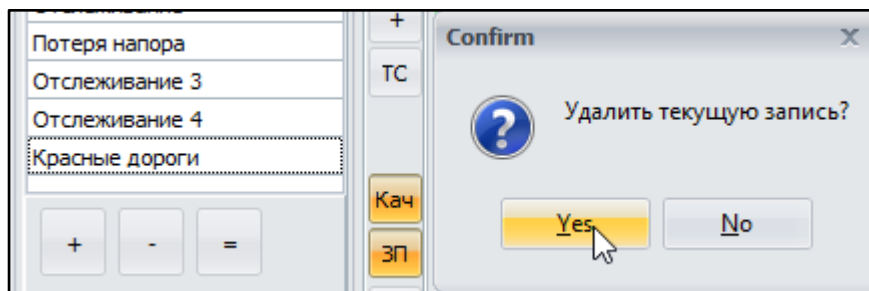 Потеря напора
Отслеживание 3
Отслеживание 4
Красные дороги
+
-
=
+
ТС
Кач
ЗП
Confirm
Удалить текущую запись?
Yes
No